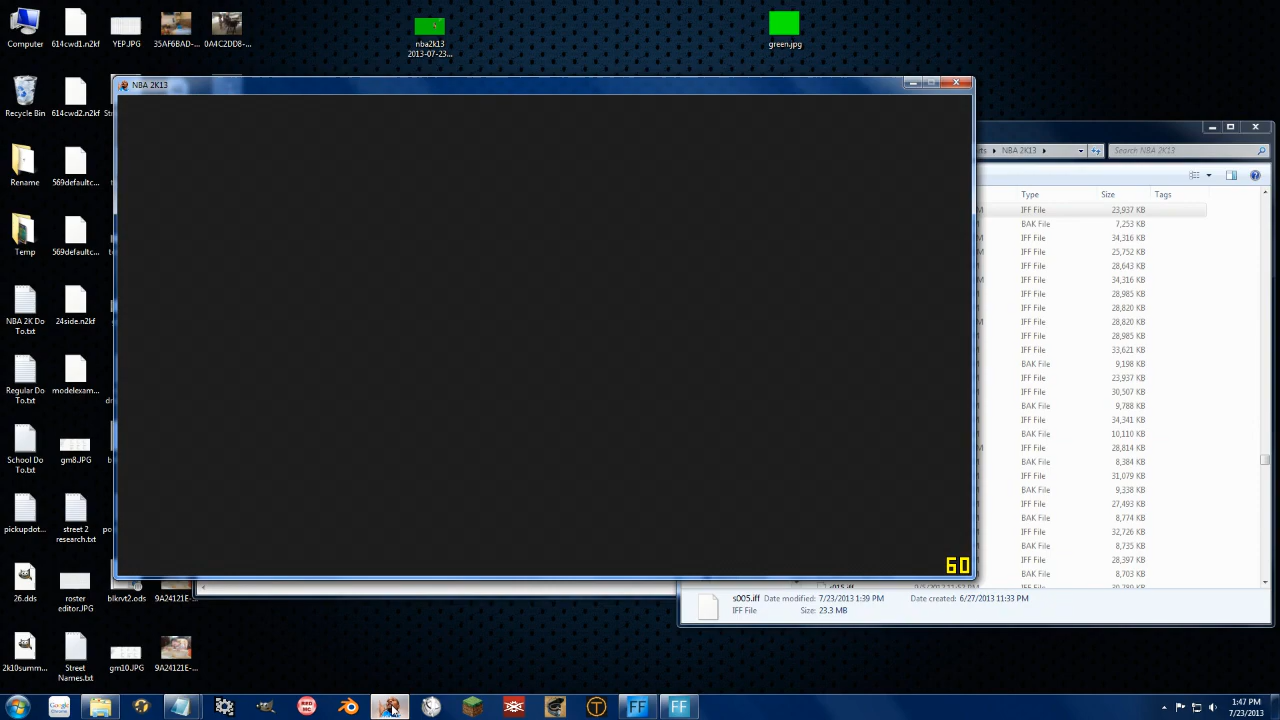 Computer
614cwd1.n2kf
YEP.JPG
35AF6BAD-...
0A4C2DD8-...
nba2k13
2013-07-23...
green.jpg
Recycle Bin
614cwd2.n2kf
NBA 2K13
NBA 2K13
Search NBA 2K13
Rename
675defaultc...
Type
Size
Tags
IFF File 23,937 KB
BAK File 7,253 KB
IFF File 34,316 KB
IFF File 25,752 KB
IFF File 28,643 KB
IFF File 34,316 KB
IFF File 28,985 KB
IFF File 28,820 KB
IFF File 28,820 KB
IFF File 28,985 KB
IFF File 33,621 KB
BAK File 9,198 KB
IFF File 23,937 KB
IFF File 30,507 KB
BAK File 9,788 KB
IFF File 34,341 KB
BAK File 10,110 KB
IFF File 28,814 KB
BAK File 8,384 KB
IFF File 31,079 KB
BAK File 9,338 KB
IFF File 27,493 KB
BAK File 8,774 KB
IFF File 32,726 KB
BAK File 8,735 KB
IFF File 28,397 KB
BAK File 8,703 KB
Temp
569defaultc...
NBA 2K Do
To.txt
24side.n2kf
Regular Do
To.txt
modelexam...
School Do
To.txt
gm8.JPG
pickupdot...
street 2
research.txt
60
26.dds
roster
editor.JPG
blkrvt2.ods
9A24121E-...
s005.iff
Date modified: 7/23/2013 1:39 PM
Date created: 6/27/2013 11:33 PM
IFF File
Size: 23.3 MB
2k10summ...
Street
Names.txt
gm10.JPG
9A24121E-...
Google
RED
MC
T
FF
FF
1:47 PM
7/23/2013